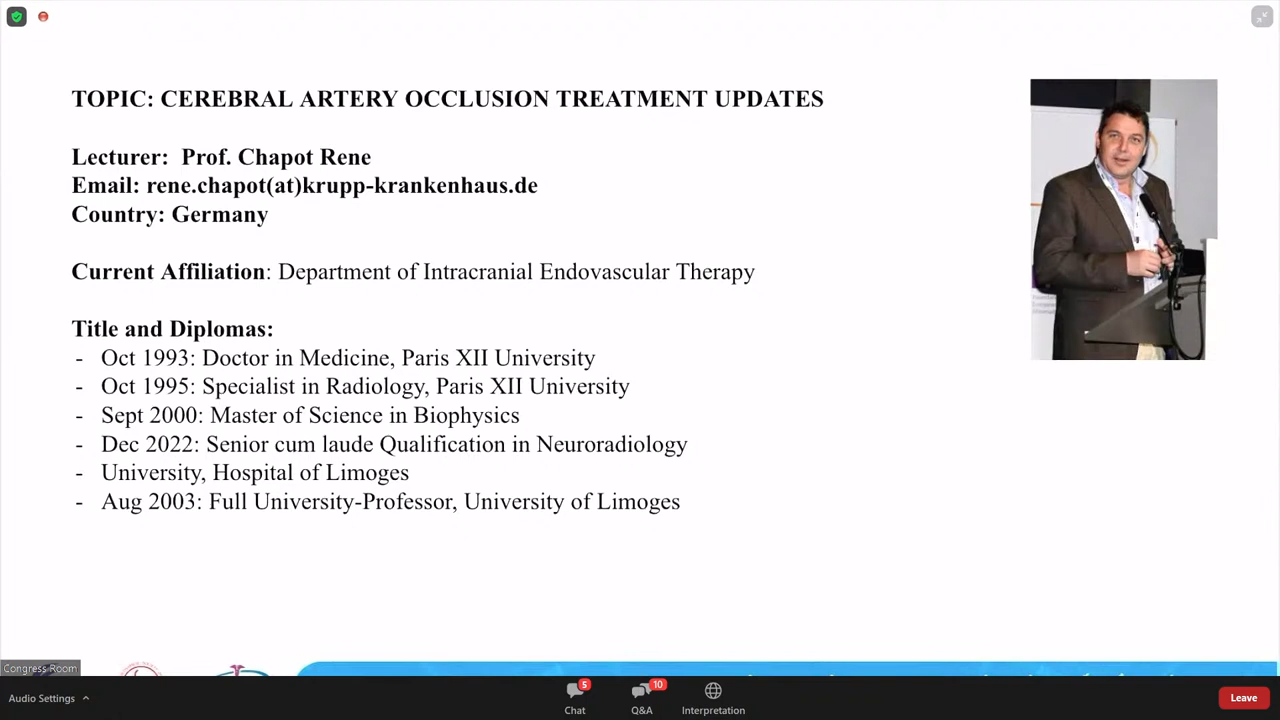 TOPIC: CEREBRAL ARTERY OCCLUSION TREATMENT UPDATES
Lecturer: Prof. Chapot Rene
Email: rene.chapot(at)krupp-krankenhaus.de
Country: Germany
Current Affiliation: Department of Intracranial Endovascular Therapy
Title and Diplomas:
- Oct 1993: Doctor in Medicine, Paris XII University
- Oct 1995: Specialist in Radiology, Paris XII University
- Sept 2000: Master of Science in Biophysics
- Dec 2022: Senior cum laude Qualification in Neuroradiology
- University, Hospital of Limoges
- Aug 2003: Full University-Professor, University of Limoges
Congress Room
Audio Settings
5
Chat
10
Q&A
Interpretation
Leave